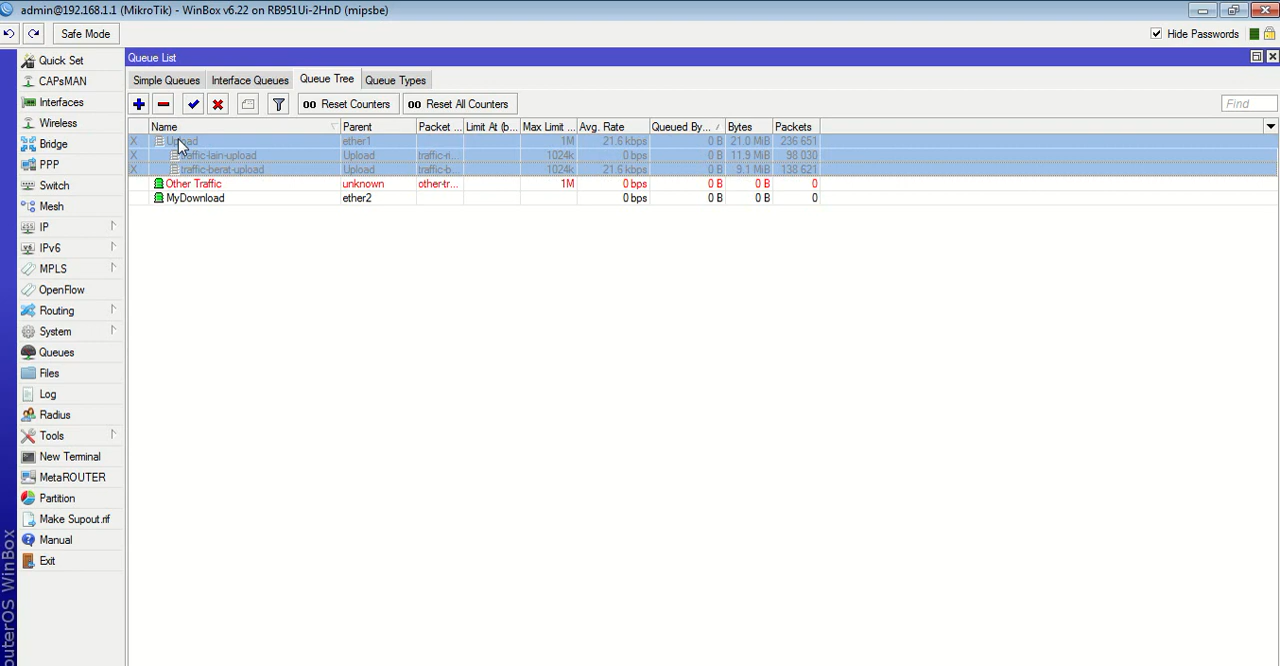 admin@192.168.1.1 (MikroTik) - WinBox v6.22 on RB951Ui-2HnD (mipsbe)
Safe Mode
Hide Passwords
Quick Set
CAPsMAN
Interfaces
Wireless
Bridge
PPP
Switch
Mesh
IP
IPv6
MPLS
OpenFlow
Routing
System
Queues
Files
Log
Radius
Tools
New Terminal
MetaROUTER
Partition
Make Supout.rif
Manual
Exit
outerOS WinBox
Queue List
Simple Queues Interface Queues Queue Tree Queue Types
00 Reset Counters 00 Reset All Counters Find
Name Parent Packet ... Limit At (b... Max Limit ... Avg. Rate Queued By... Bytes Packets
X Upload ether1 1M 21.6 kbps 0 B 21.0 MiB 236 651
X traffic-lain-upload Upload traffic-n... 1024k 0 bps 0 B 11.9 MiB 98 030
X traffic-berat-upload Upload traffic-b... 1024k 21.6 kbps 0 B 9.1 MiB 138 621
Other Traffic unknown other-tr... 1M 0 bps 0 B 0 B 0
MyDownload ether2 0 bps 0 B 0 B 0